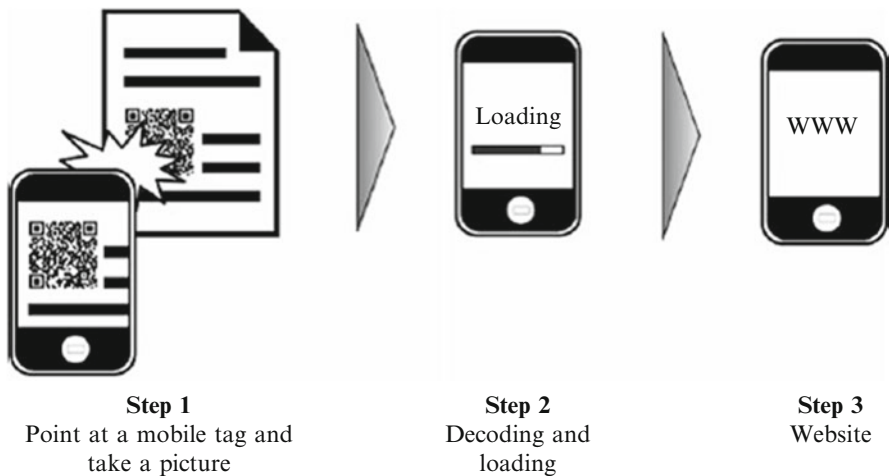 Loading
WWW
Step 1
Point at a mobile tag and
take a picture
Step 2
Decoding and
loading
Step 3
Website